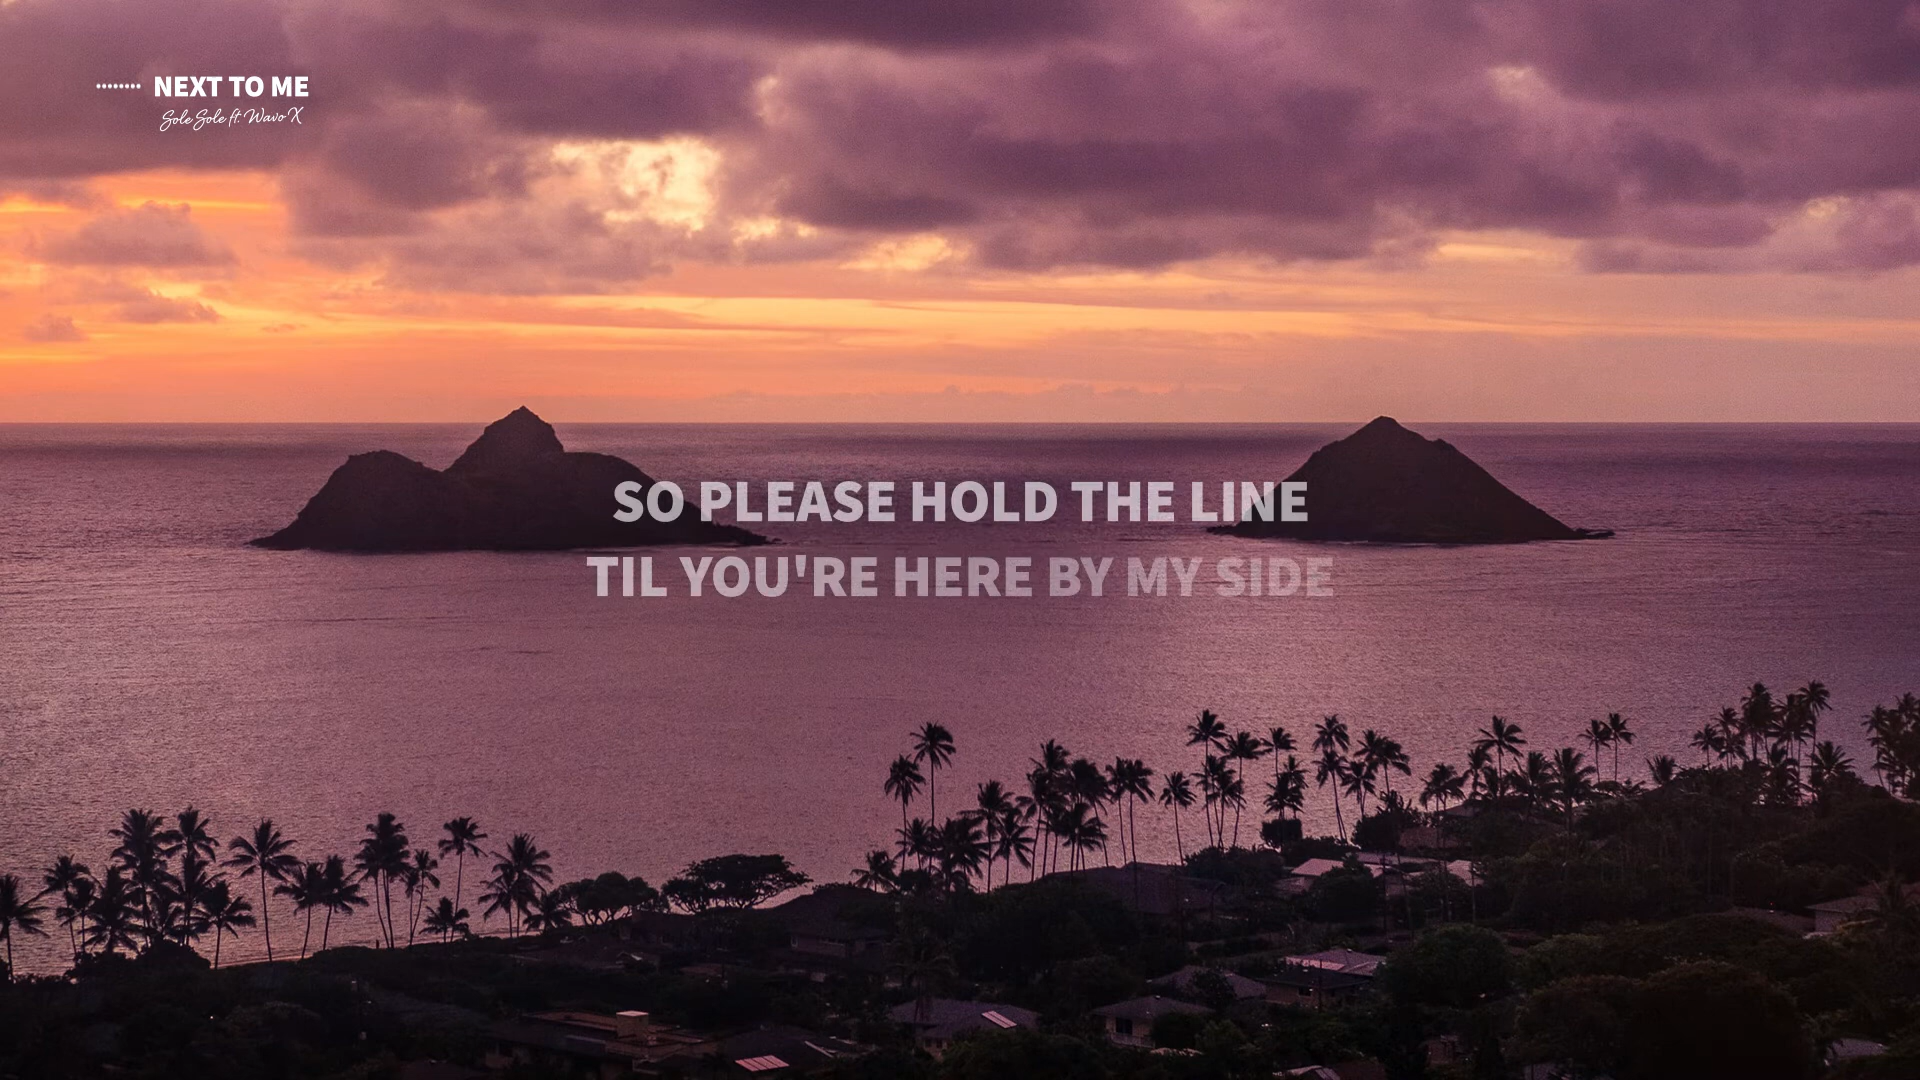 NEXT TO ME
Sole Sole ft. Wavo X
SO PLEASE HOLD THE LINE
TIL YOU'RE HERE BY MY SIDE